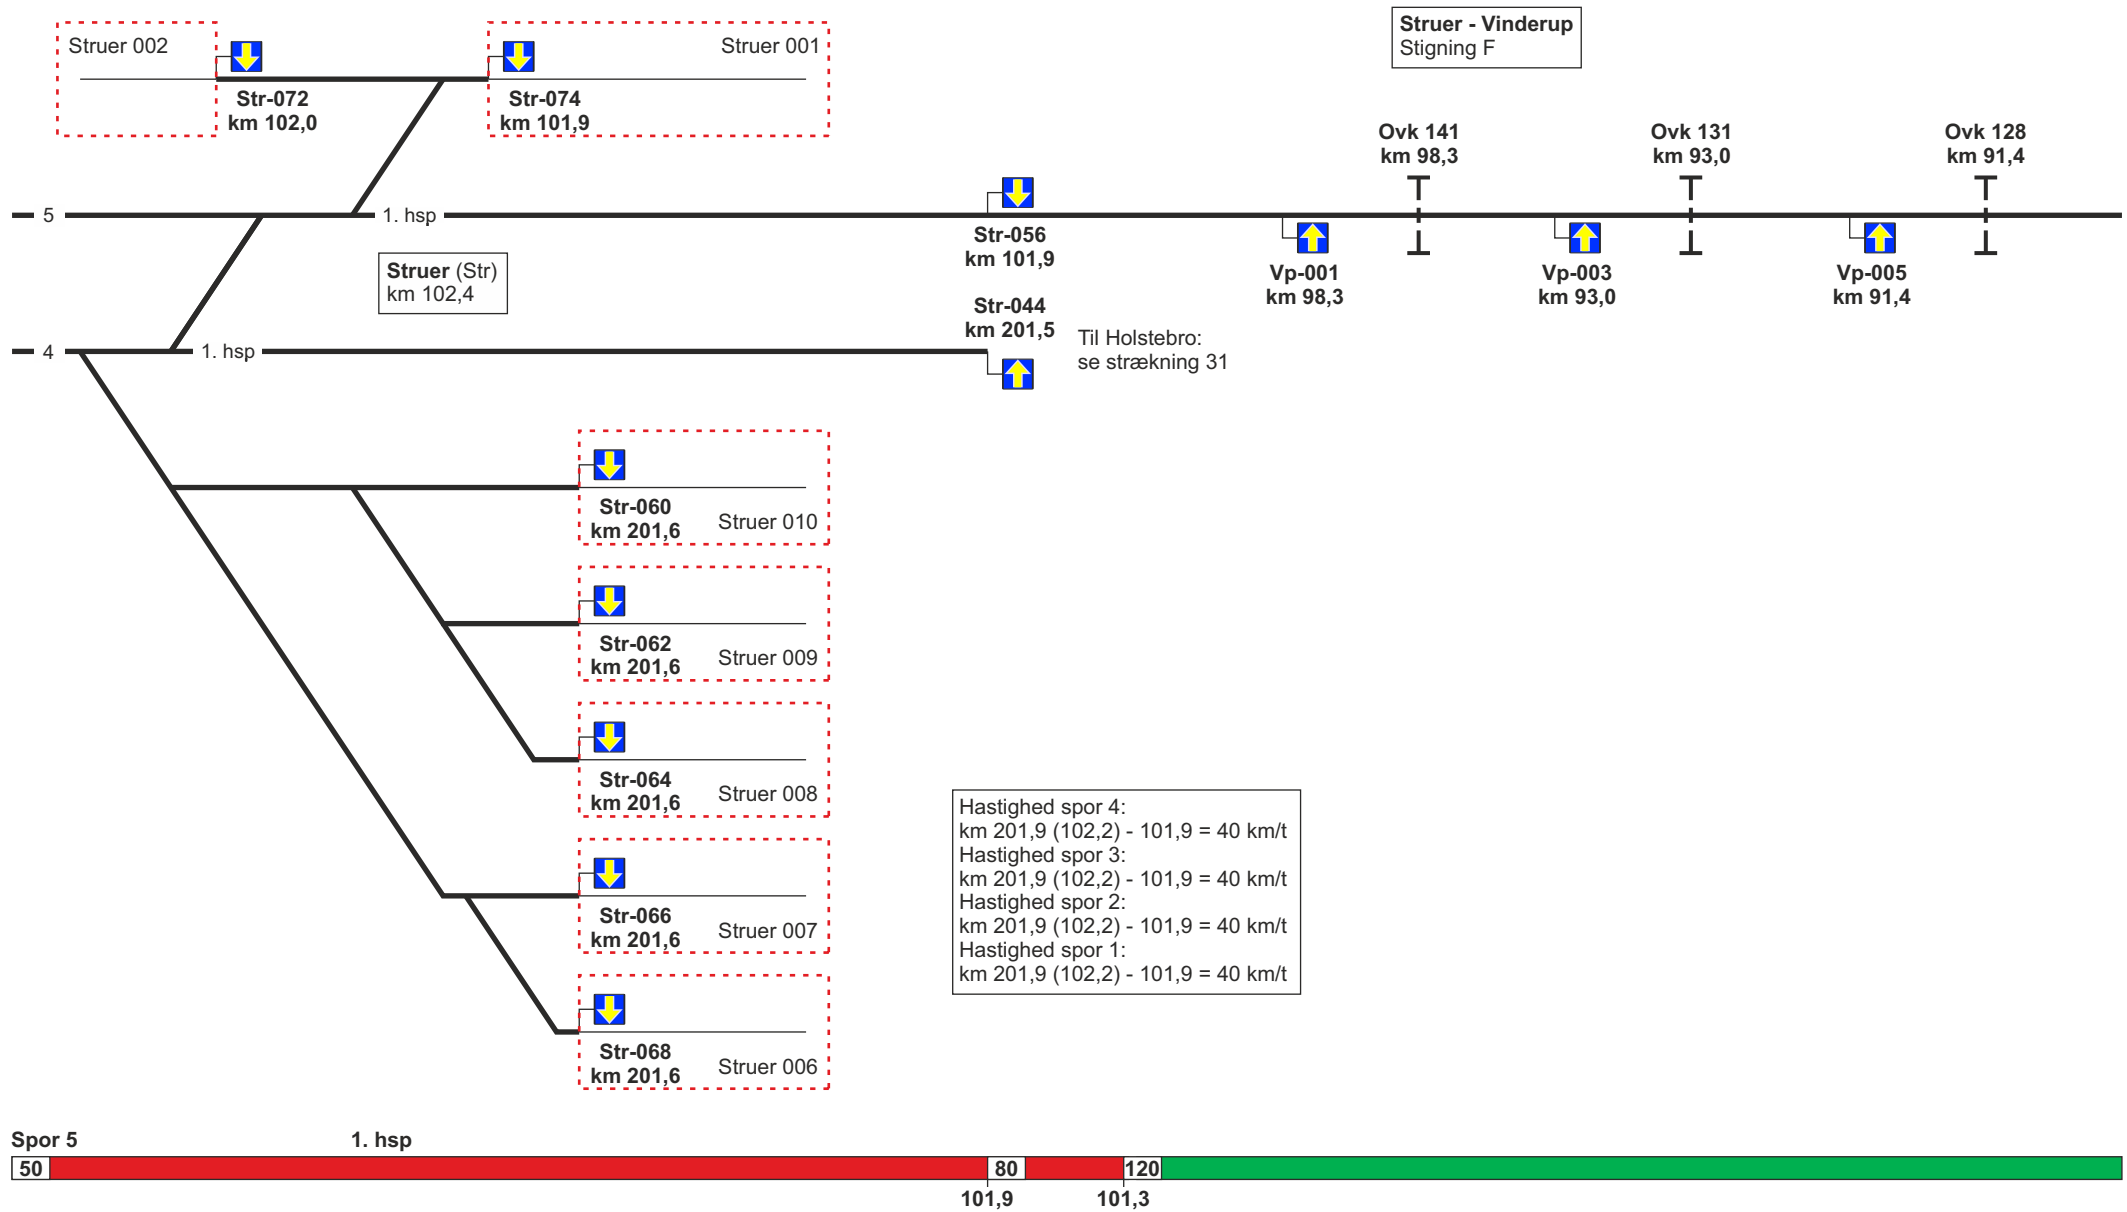 Struer - Vinderup
Stigning F
Struer 002
Struer 001
Str-072
km 102,0
Str-074
km 101,9
Ovk 141
km 98,3
Ovk 131
km 93,0
Ovk 128
km 91,4
5
1. hsp
Str-056
km 101,9
Vp-001
km 98,3
Vp-003
km 93,0
Vp-005
km 91,4
Struer (Str)
km 102,4
Str-044
km 201,5
Til Holstebro:
se strækning 31
4
1. hsp
Str-060
km 201,6
Struer 010
Str-062
km 201,6
Struer 009
Str-064
km 201,6
Struer 008
Str-066
km 201,6
Struer 007
Str-068
km 201,6
Struer 006
Hastighed spor 4:
km 201,9 (102,2) - 101,9 = 40 km/t
Hastighed spor 3:
km 201,9 (102,2) - 101,9 = 40 km/t
Hastighed spor 2:
km 201,9 (102,2) - 101,9 = 40 km/t
Hastighed spor 1:
km 201,9 (102,2) - 101,9 = 40 km/t
Spor 5
1. hsp
50
80
120
101,9
101,3